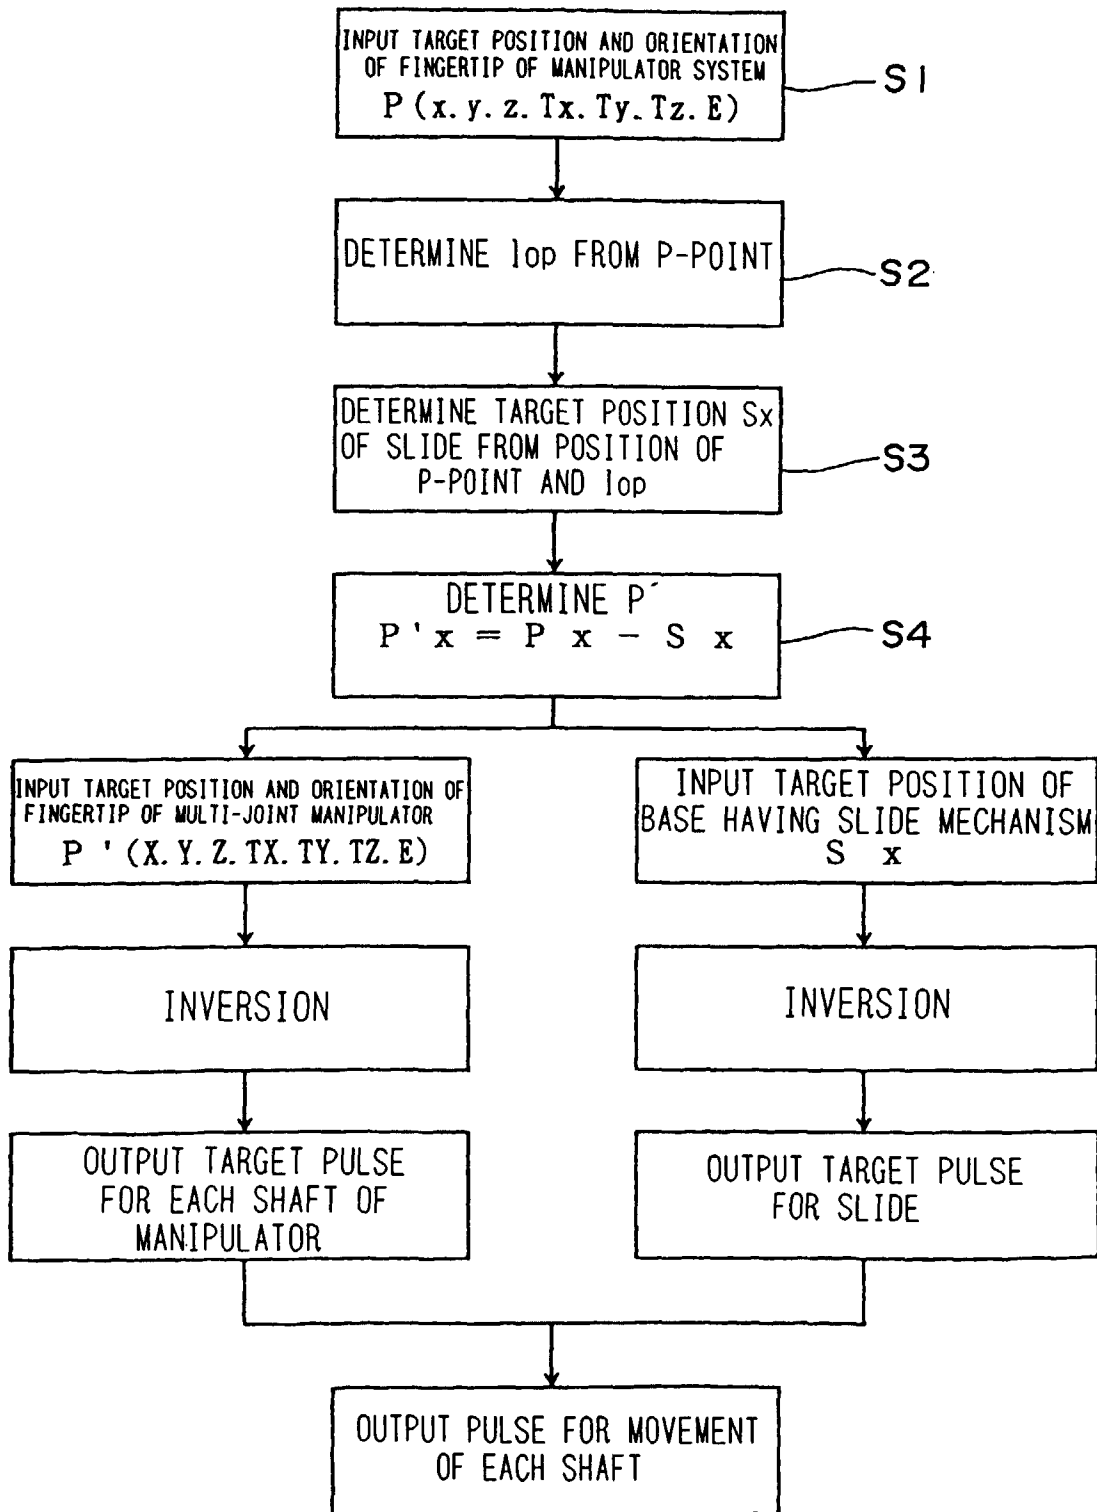 INPUT TARGET POSITION AND ORIENTATION
OF FINGERTIP OF MANIPULATOR SYSTEM
P (x. y. z. Tx. Ty. Tz. E)
S1
DETERMINE lop FROM P-POINT
S2
DETERMINE TARGET POSITION Sx
OF SLIDE FROM POSITION OF
P-POINT AND lop
S3
DETERMINE P´
P ' x = P x - S x
S4
INPUT TARGET POSITION AND ORIENTATION OF
FINGERTIP OF MULTI-JOINT MANIPULATOR
P ' (X. Y. Z. TX. TY. TZ. E)
INPUT TARGET POSITION OF
BASE HAVING SLIDE MECHANISM
S x
INVERSION
INVERSION
OUTPUT TARGET PULSE
FOR EACH SHAFT OF
MANIPULATOR
OUTPUT TARGET PULSE
FOR SLIDE
OUTPUT PULSE FOR MOVEMENT
OF EACH SHAFT